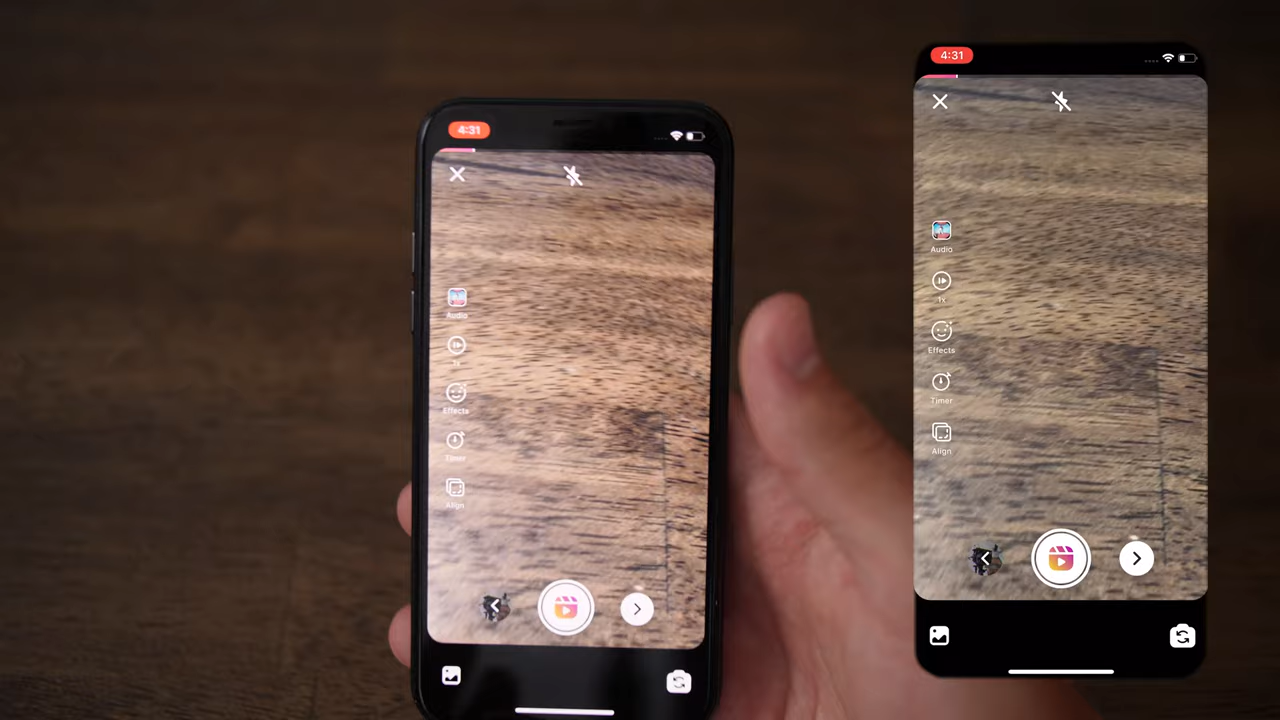 4:31
Audio
1x
Effects
Timer
Align
4:31
Audio
1x
Effects
Timer
Align